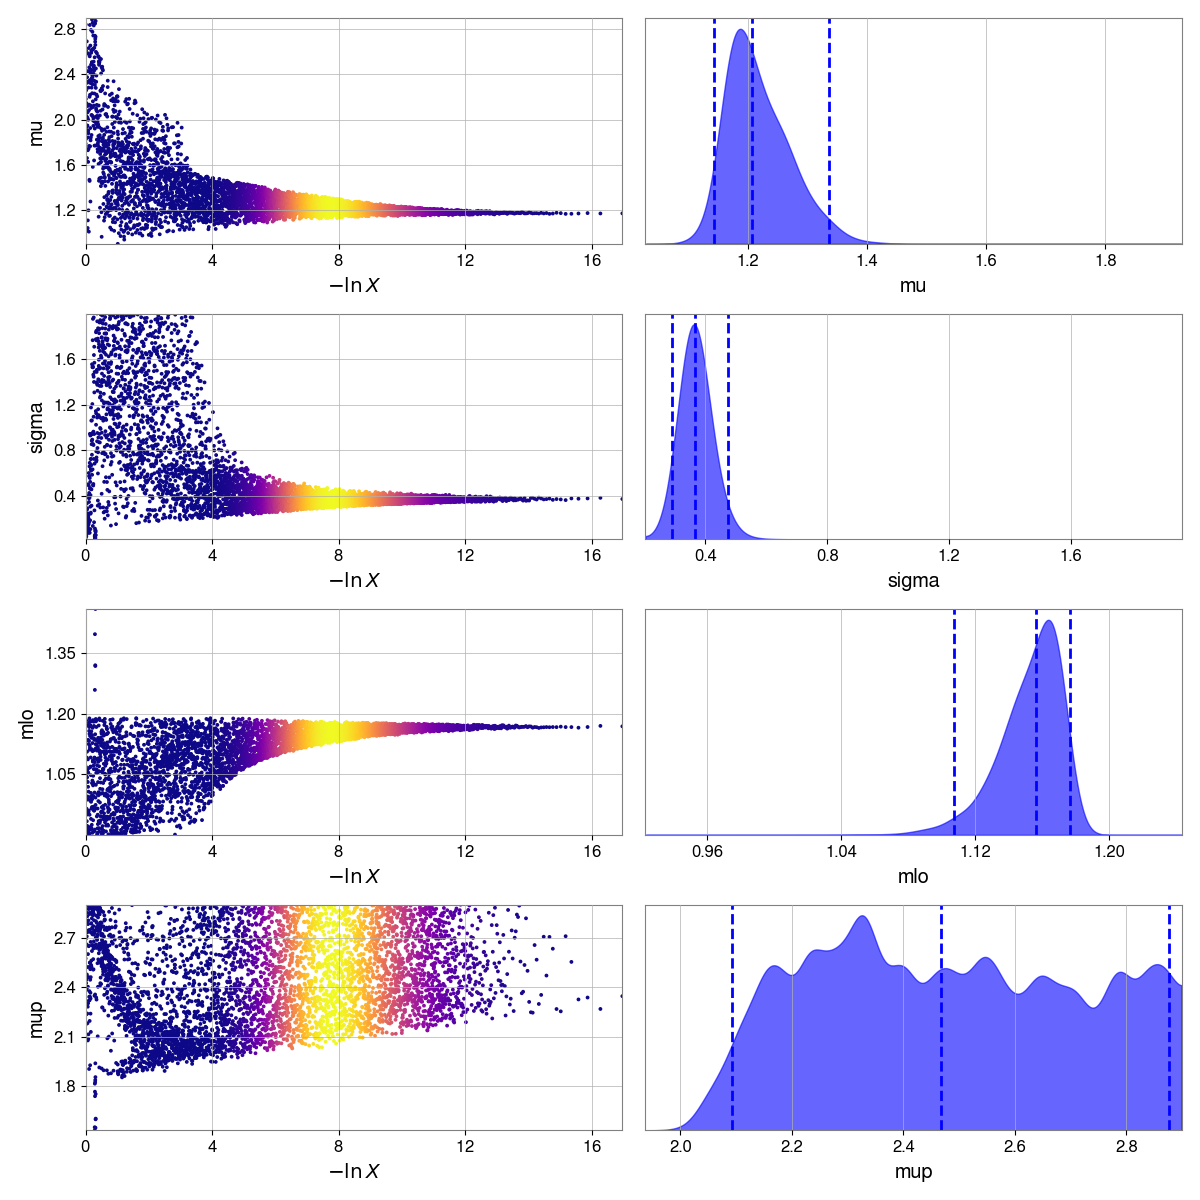 2.8
2.4
2.0
1.6
1.2
mu
0 4 8 12 16
−ln X
1.2 1.4 1.6 1.8
mu
1.6
1.2
0.8
0.4
sigma
0 4 8 12 16
−ln X
0.4 0.8 1.2 1.6
sigma
1.35
1.20
1.05
mlo
0 4 8 12 16
−ln X
0.96 1.04 1.12 1.20
mlo
2.7
2.4
2.1
1.8
mup
0 4 8 12 16
−ln X
2.0 2.2 2.4 2.6 2.8
mup